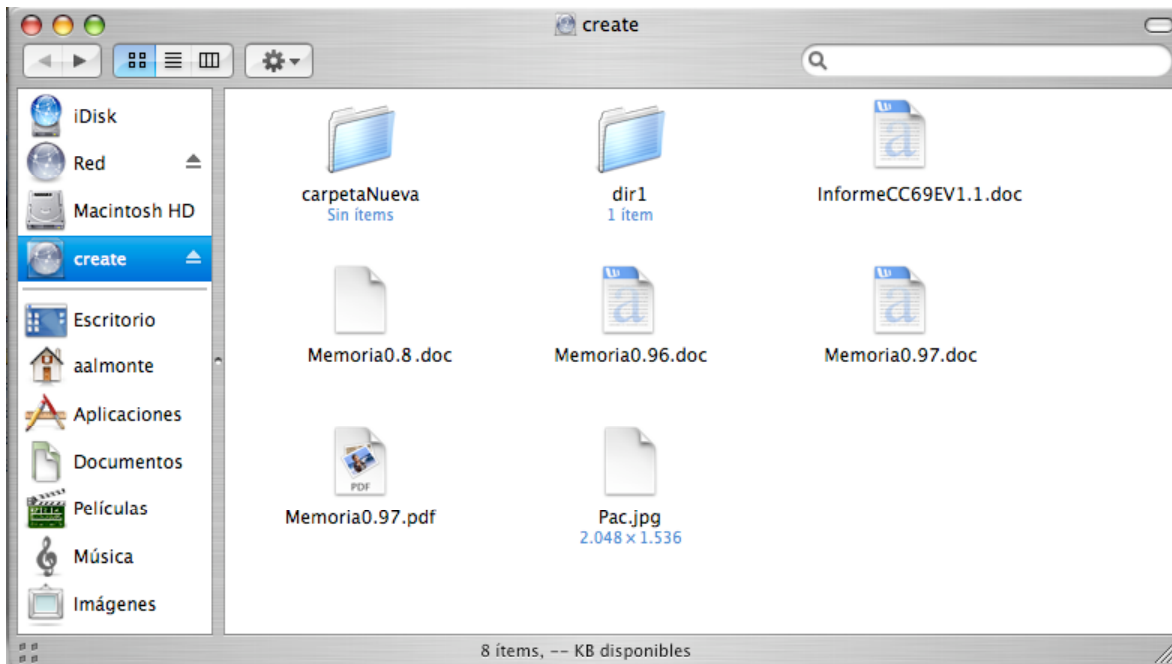 create
iDisk
Red
Macintosh HD
create
Escritorio
aalmonte
Aplicaciones
Documentos
Películas
Música
Imágenes
carpetaNueva
Sin ítems
dir1
1 ítem
InformeCC69EV1.1.doc
Memoria0.8.doc
Memoria0.96.doc
Memoria0.97.doc
PDF
Memoria0.97.pdf
Pac.jpg
2.048 × 1.536
8 ítems, -- KB disponibles